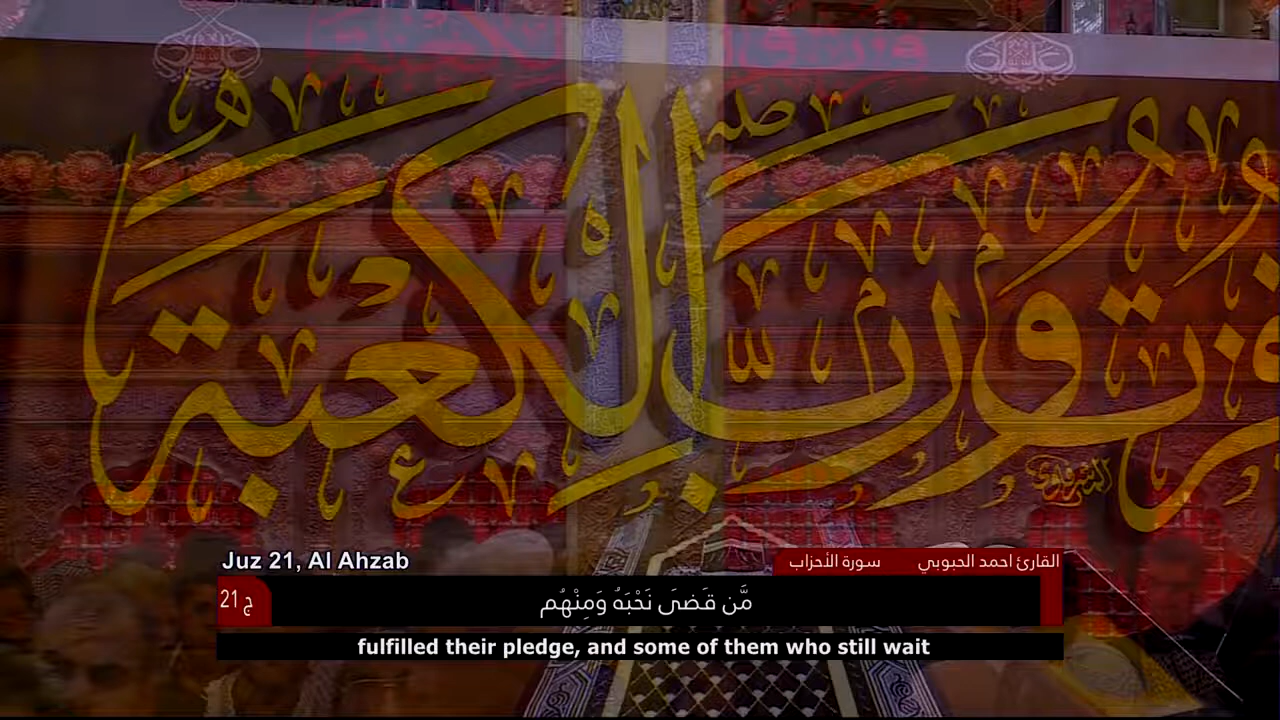 فزت ورب الكعبة
الشرفاوي
Juz 21, Al Ahzab
سورة الأحزاب
القارئ احمد الحبوبي
ج 21
مَّن قَضَىٰ نَحْبَهُ وَمِنْهُم
fulfilled their pledge, and some of them who still wait